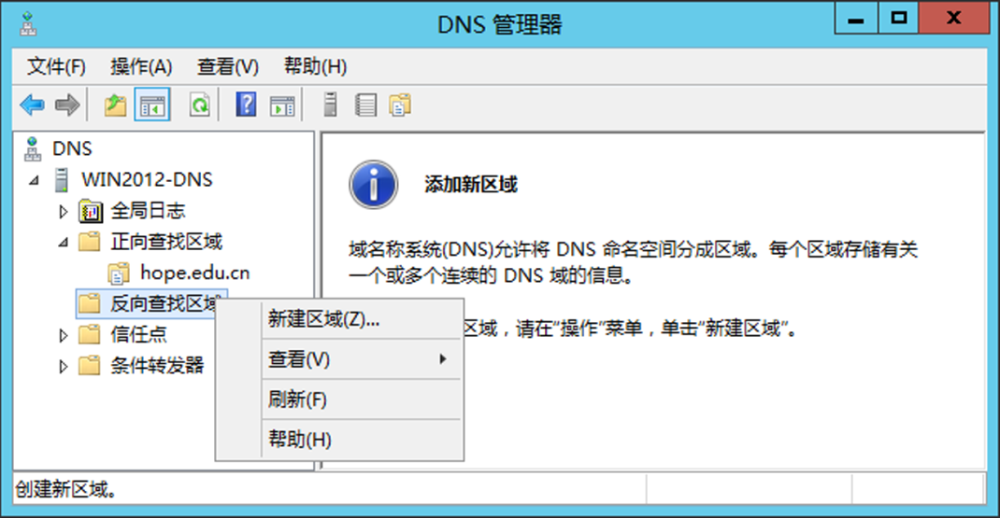 DNS 管理器
文件(F) 操作(A) 查看(V) 帮助(H)
DNS
WIN2012-DNS
全局日志
正向查找区域
hope.edu.cn
反向查找区域
信任点
条件转发器
新建区域(Z)...
查看(V)
刷新(F)
帮助(H)
添加新区域
域名称系统(DNS)允许将 DNS 命名空间分成区域。每个区域存储有关
一个或多个连续的 DNS 域的信息。
区域，请在“操作”菜单，单击“新建区域”。
创建新区域。